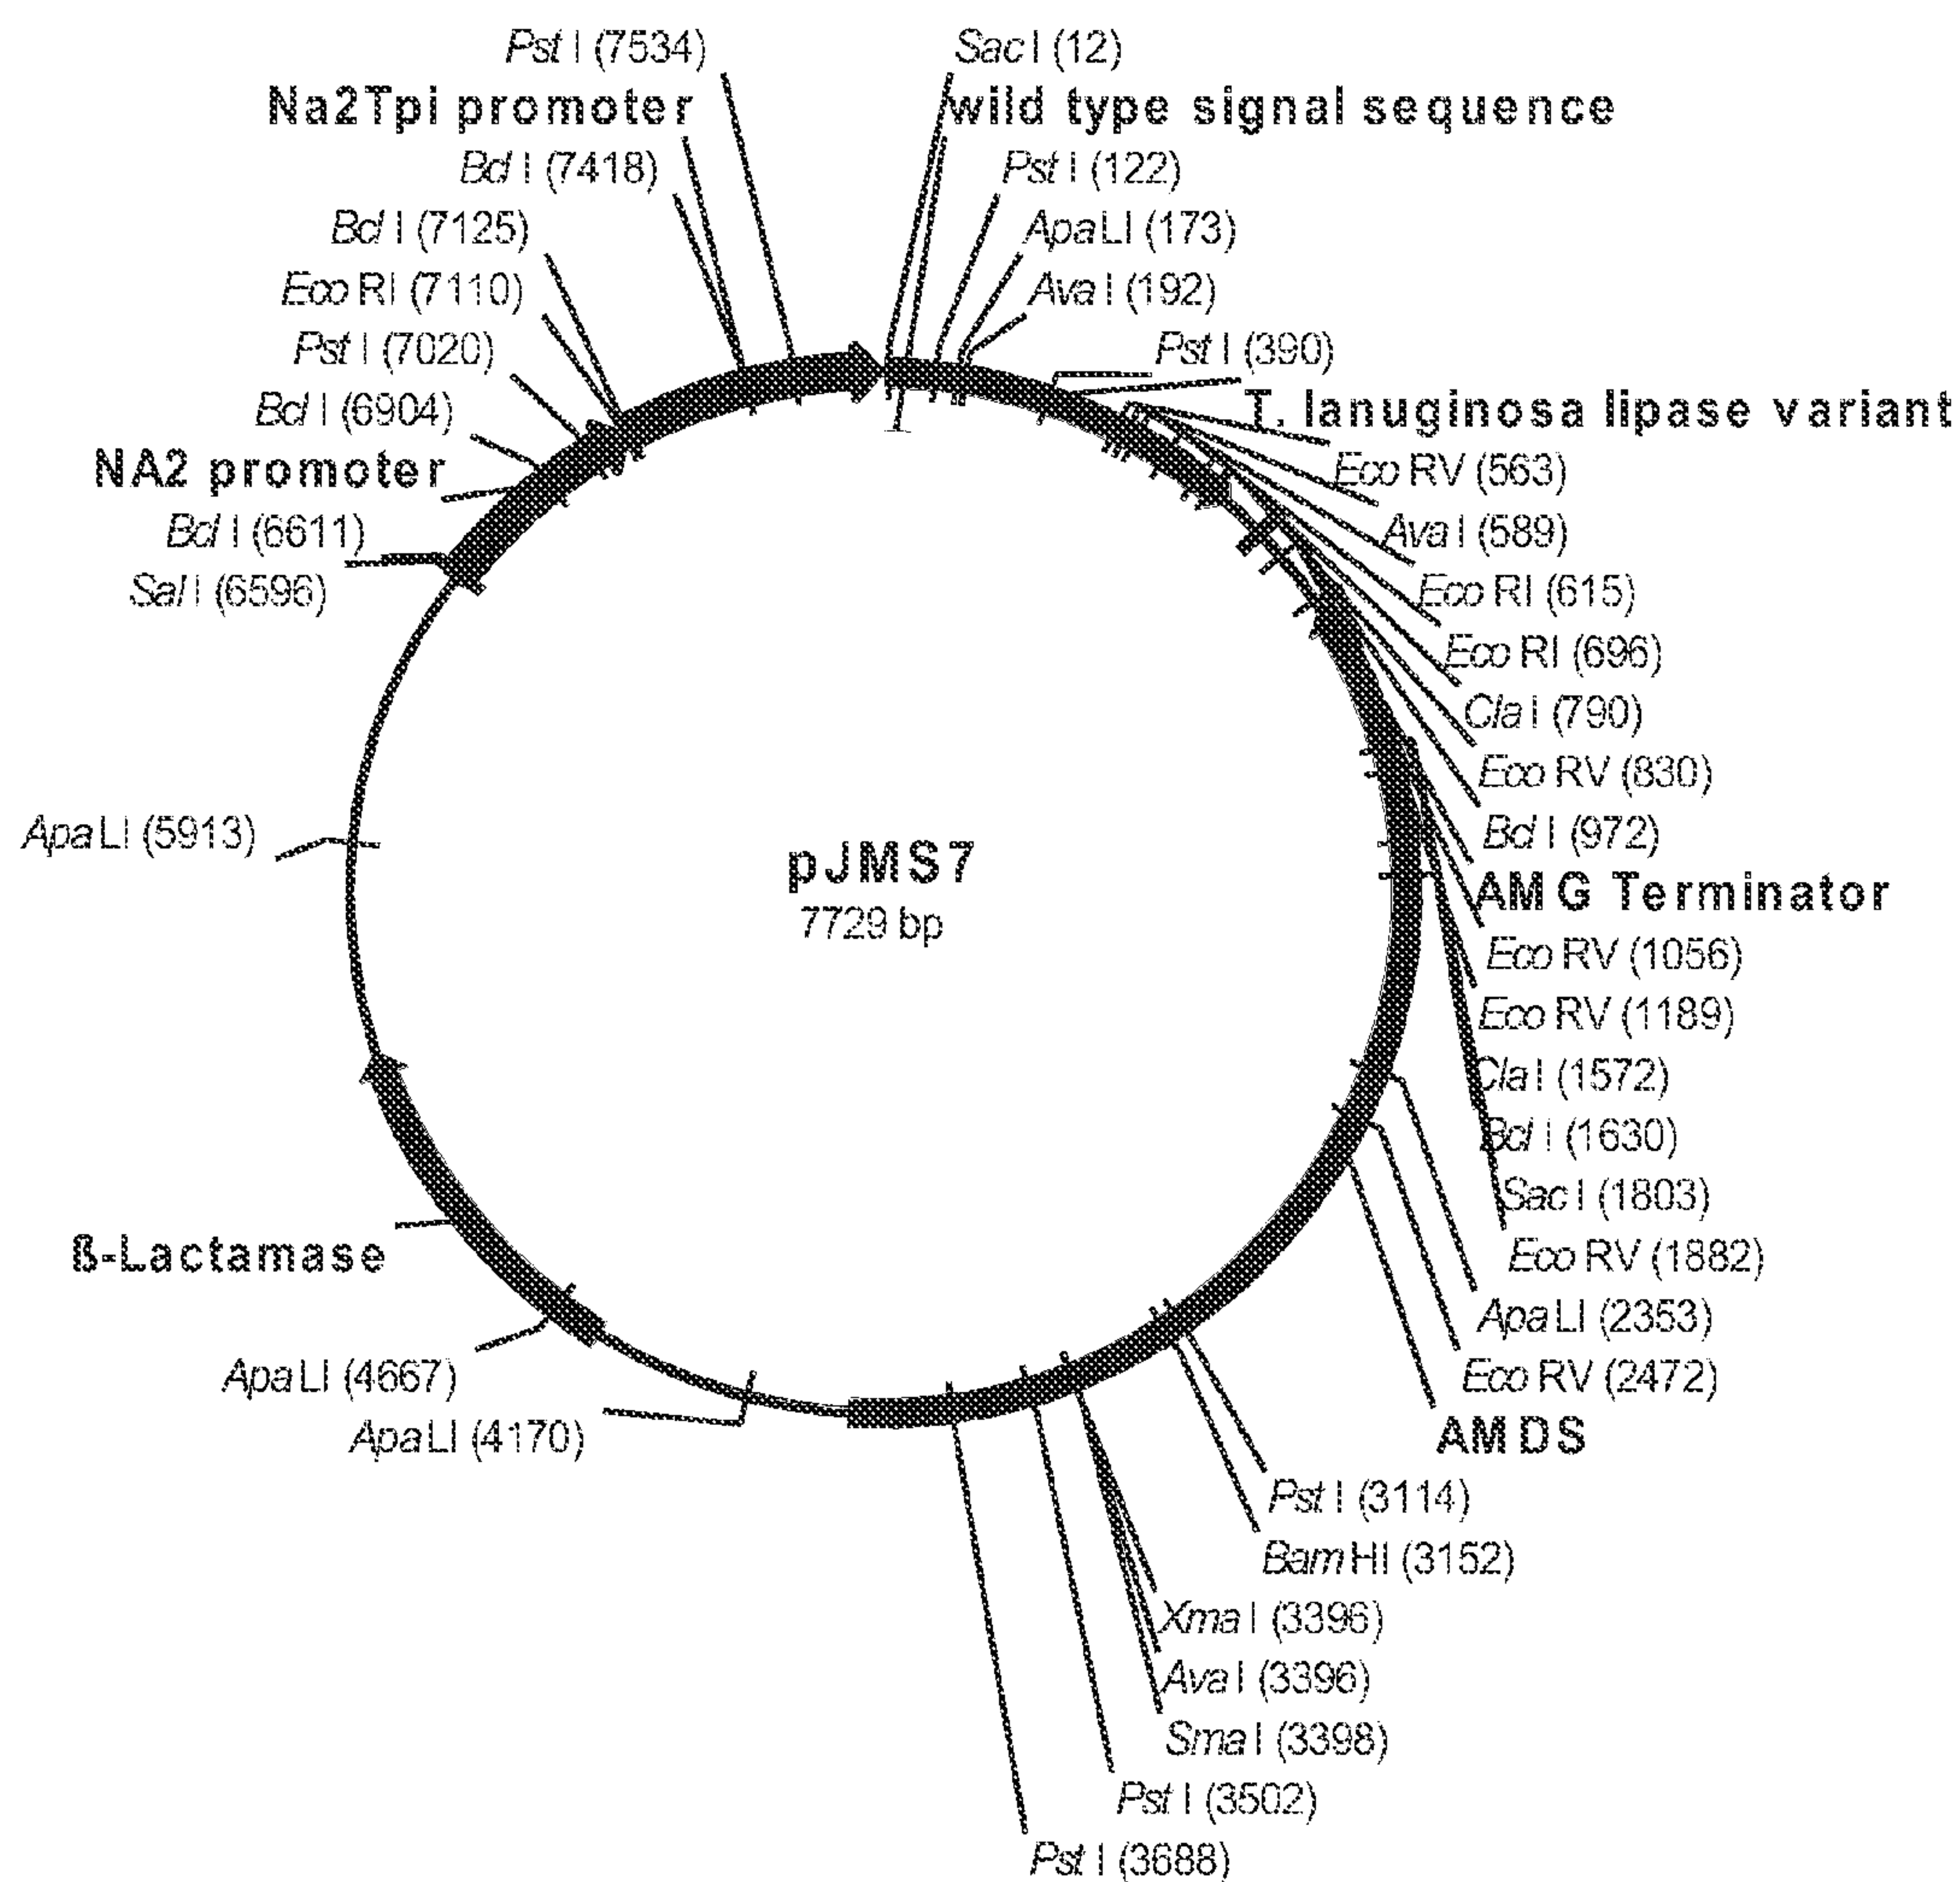 Pst I (7534)
Na2Tpi promoter
Bcl I (7418)
Bcl I (7125)
Eco RI (7110)
Pst I (7020)
Bcl I (6904)
NA2 promoter
Bcl I (6611)
Sal I (6596)
ApaLI (5913)
ß-Lactamase
ApaLI (4667)
ApaLI (4170)
Sac I (12)
wild type signal sequence
Pst I (122)
ApaLI (173)
Ava I (192)
Pst I (390)
T. lanuginosa lipase variant
Eco RV (563)
Ava I (589)
Eco RI (615)
Eco RI (696)
Cla I (790)
Eco RV (830)
Bcl I (972)
AMG Terminator
Eco RV (1056)
Eco RV (1189)
Cla I (1572)
Bcl I (1630)
Sac I (1803)
Eco RV (1882)
ApaLI (2353)
Eco RV (2472)
AMDS
Pst I (3114)
Bam HI (3152)
Xma I (3396)
Ava I (3396)
Sma I (3398)
Pst I (3502)
Pst I (3688)
1
pJMS7
7729 bp